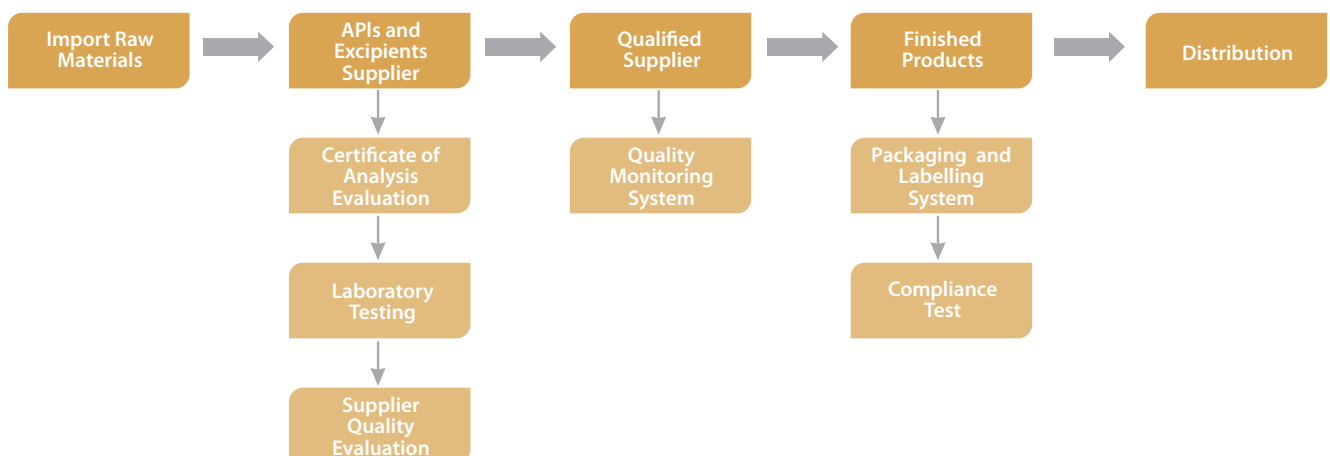 Import Raw
Materials
APIs and
Excipients
Supplier
Qualified
Supplier
Finished
Products
Distribution
Certificate of
Analysis
Evaluation
Quality
Monitoring
System
Packaging and
Labelling
System
Laboratory
Testing
Compliance
Test
Supplier
Quality
Evaluation